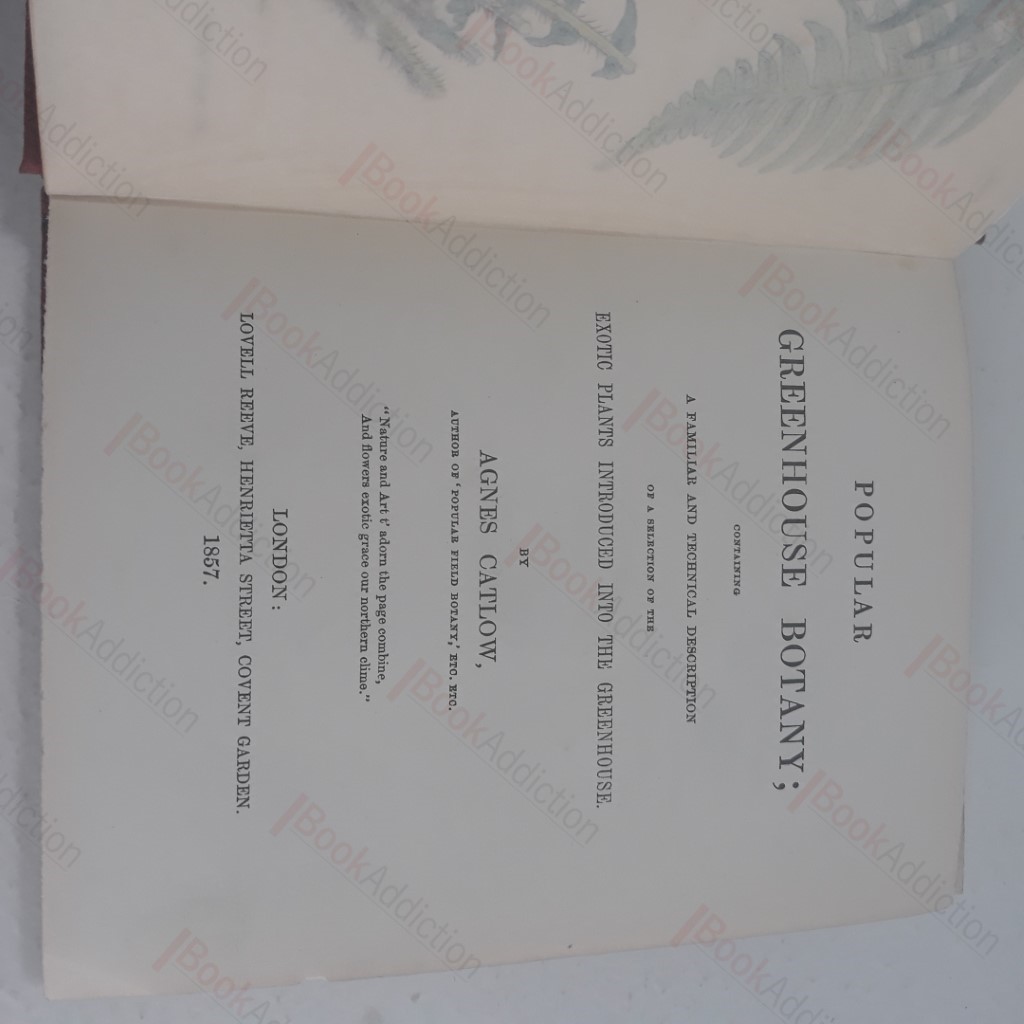 POPULAR
GREENHOUSE BOTANY;
CONTAINING
A FAMILIAR AND TECHNICAL DESCRIPTION
OF A SELECTION OF THE
EXOTIC PLANTS INTRODUCED INTO THE GREENHOUSE.
BY
AGNES CATLOW,
AUTHOR OF 'POPULAR FIELD BOTANY,' ETC. ETC.
"Nature and Art t' adorn the page combine,
And flowers exotic grace our northern clime."
LONDON:
LOVELL REEVE, HENRIETTA STREET, COVENT GARDEN.
1857.
BookAddiction